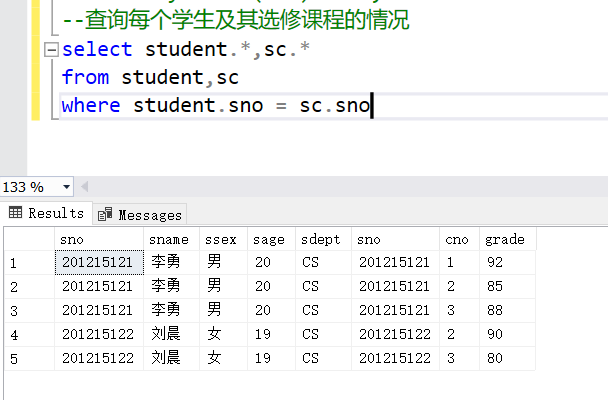 --查询每个学生及其选修课程的情况
select student.*,sc.*
from student,sc
where student.sno = sc.sno
133 %
Results Messages
sno sname ssex sage sdept sno cno grade
1 201215121 李勇 男 20 CS 201215121 1 92
2 201215121 李勇 男 20 CS 201215121 2 85
3 201215121 李勇 男 20 CS 201215121 3 88
4 201215122 刘晨 女 19 CS 201215122 2 90
5 201215122 刘晨 女 19 CS 201215122 3 80